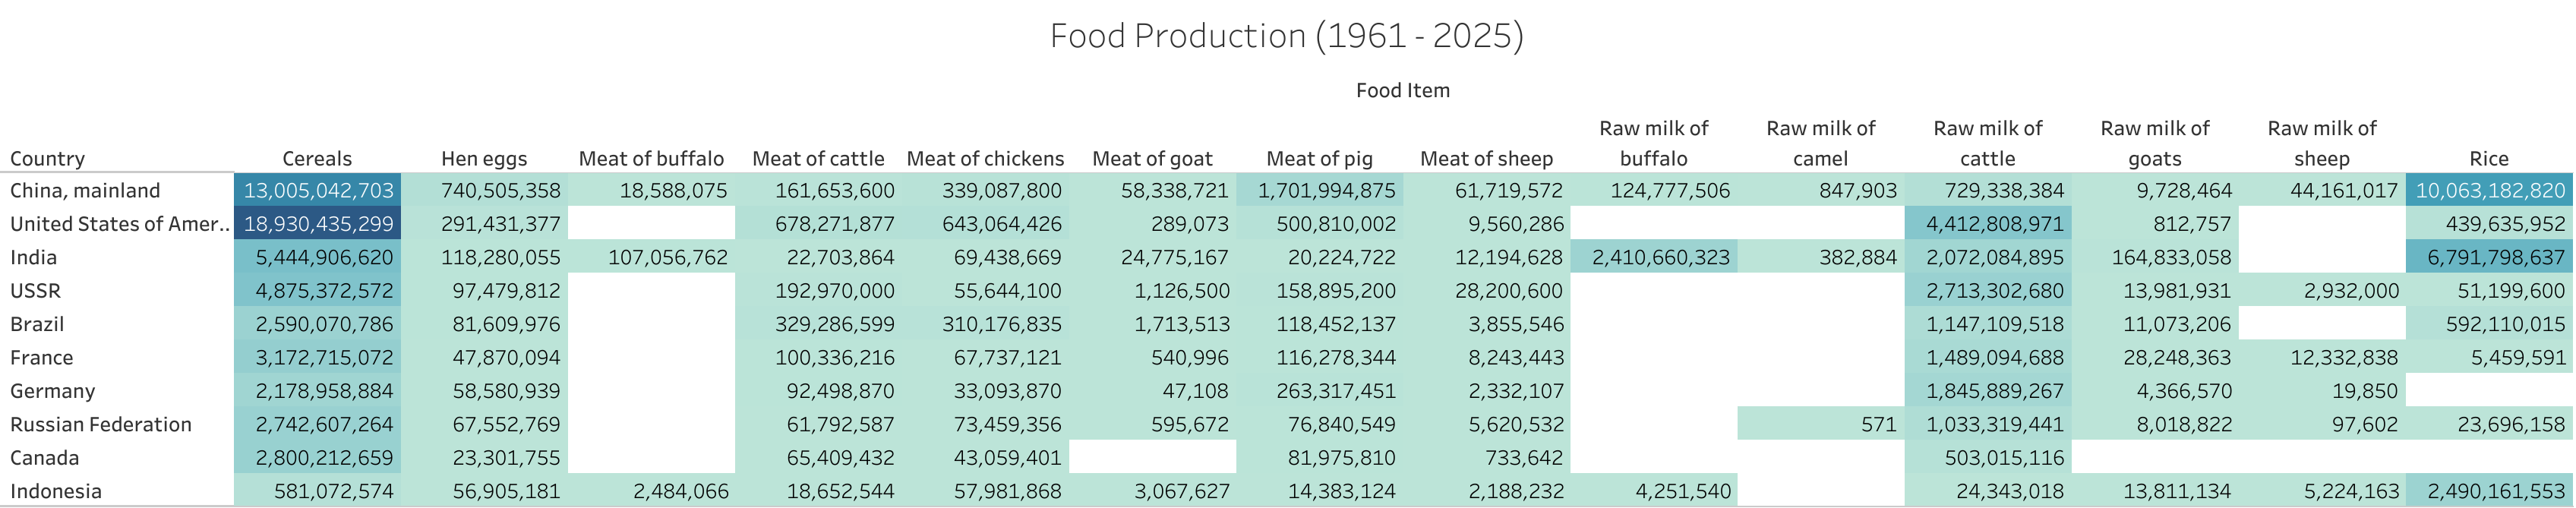 Food Production (1961 - 2025)
Food Item
Country Cereals Hen eggs Meat of buffalo Meat of cattle Meat of chickens Meat of goat Meat of pig Meat of sheep Raw milk of buffalo Raw milk of camel Raw milk of cattle Raw milk of goats Raw milk of sheep Rice
China, mainland 13,005,042,703 740,505,358 18,588,075 161,653,600 339,087,800 58,338,721 1,701,994,875 61,719,572 124,777,506 847,903 729,338,384 9,728,464 44,161,017 10,063,182,820
United States of Amer.. 18,930,435,299 291,431,377 678,271,877 643,064,426 289,073 500,810,002 9,560,286 4,412,808,971 812,757 439,635,952
India 5,444,906,620 118,280,055 107,056,762 22,703,864 69,438,669 24,775,167 20,224,722 12,194,628 2,410,660,323 382,884 2,072,084,895 164,833,058 6,791,798,637
USSR 4,875,372,572 97,479,812 192,970,000 55,644,100 1,126,500 158,895,200 28,200,600 2,713,302,680 13,981,931 2,932,000 51,199,600
Brazil 2,590,070,786 81,609,976 329,286,599 310,176,835 1,713,513 118,452,137 3,855,546 1,147,109,518 11,073,206 592,110,015
France 3,172,715,072 47,870,094 100,336,216 67,737,121 540,996 116,278,344 8,243,443 1,489,094,688 28,248,363 12,332,838 5,459,591
Germany 2,178,958,884 58,580,939 92,498,870 33,093,870 47,108 263,317,451 2,332,107 1,845,889,267 4,366,570 19,850
Russian Federation 2,742,607,264 67,552,769 61,792,587 73,459,356 595,672 76,840,549 5,620,532 571 1,033,319,441 8,018,822 97,602 23,696,158
Canada 2,800,212,659 23,301,755 65,409,432 43,059,401 81,975,810 733,642 503,015,116
Indonesia 581,072,574 56,905,181 2,484,066 18,652,544 57,981,868 3,067,627 14,383,124 2,188,232 4,251,540 24,343,018 13,811,134 5,224,163 2,490,161,553